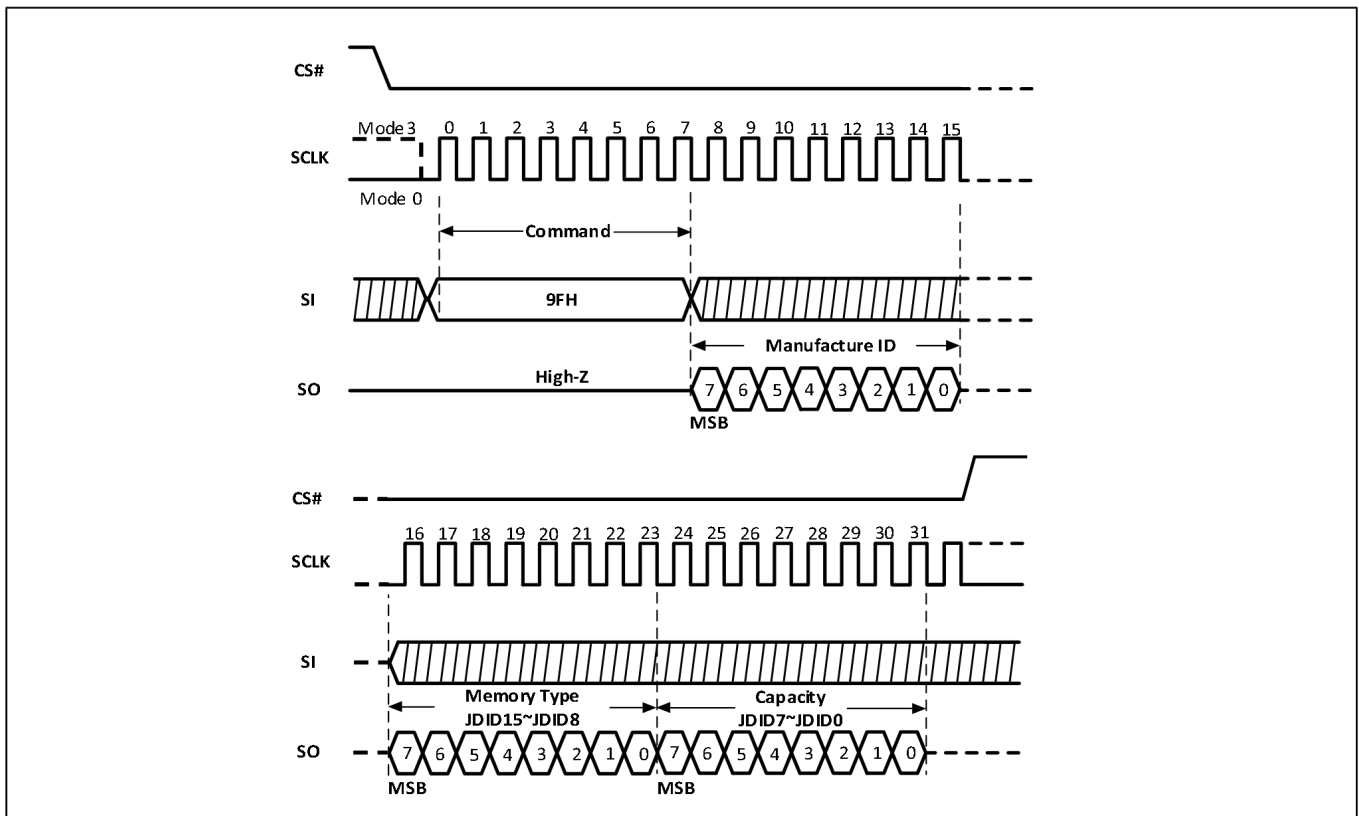 CS#
Mode 3 0 1 2 3 4 5 6 7 8 9 10 11 12 13 14 15
SCLK
Mode 0
Command
SI 9FH
Manufacture ID
High-Z
SO 7 6 5 4 3 2 1 0
MSB
CS#
16 17 18 19 20 21 22 23 24 25 26 27 28 29 30 31
SCLK
SI
Memory Type Capacity
JDID15~JDID8 JDID7~JDID0
SO 7 6 5 4 3 2 1 0 7 6 5 4 3 2 1 0
MSB MSB